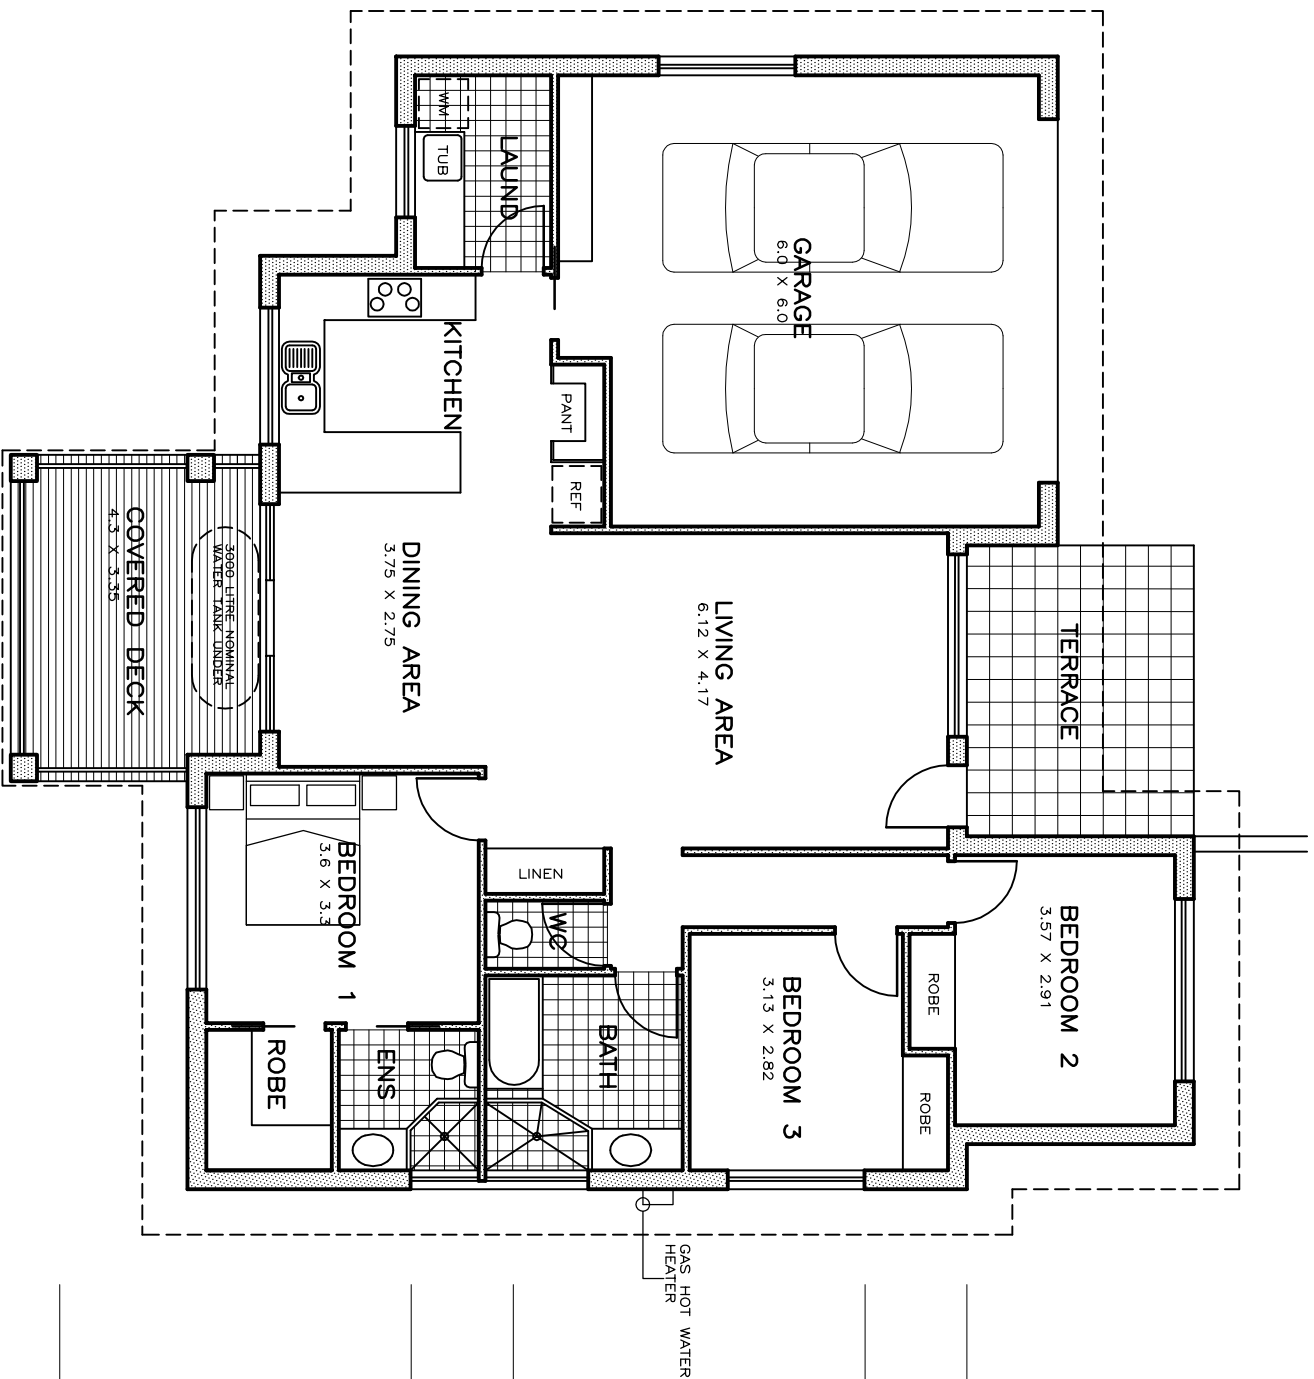 WM
TUB
LAUND
GARAGE
6.0 X 6.0
KITCHEN
PANT
REF
COVERED DECK
4.3 X 3.35
3000 LITRE NOMINAL
WATER TANK UNDER
DINING AREA
3.75 X 2.75
LIVING AREA
6.12 X 4.17
TERRACE
BEDROOM 1
3.6 X 3.3
LINEN
WC
BATH
ENS
ROBE
BEDROOM 3
3.13 X 2.82
ROBE
ROBE
BEDROOM 2
3.57 X 2.91
GAS HOT WATER
HEATER